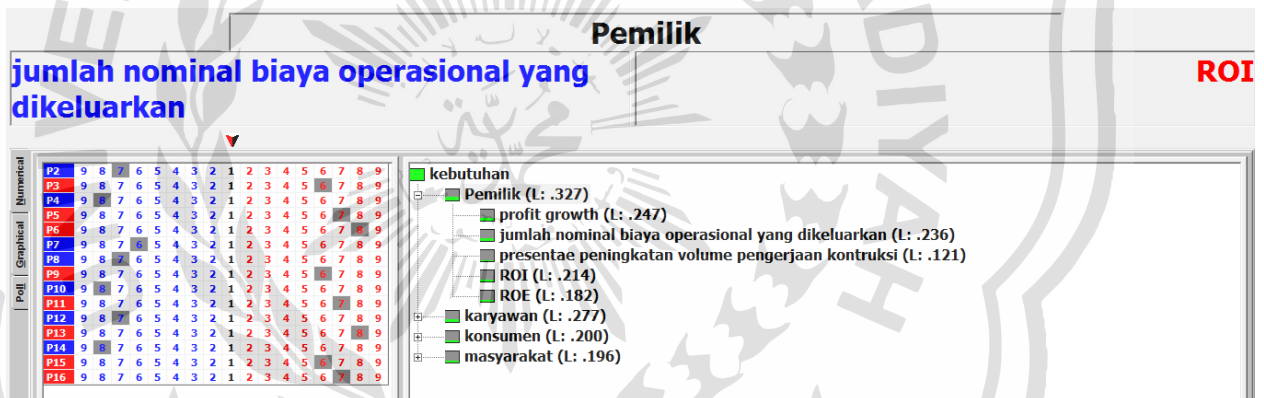 Pemilik
jumlah nominal biaya operasional yang
dikeluarkan
ROI
Numerical
Graphical
Poll
P2 9 8 7 6 5 4 3 2 1 2 3 4 5 6 7 8 9
P3 9 8 7 6 5 4 3 2 1 2 3 4 5 6 7 8 9
P4 9 8 7 6 5 4 3 2 1 2 3 4 5 6 7 8 9
P5 9 8 7 6 5 4 3 2 1 2 3 4 5 6 7 8 9
P6 9 8 7 6 5 4 3 2 1 2 3 4 5 6 7 8 9
P7 9 8 7 6 5 4 3 2 1 2 3 4 5 6 7 8 9
P8 9 8 7 6 5 4 3 2 1 2 3 4 5 6 7 8 9
P9 9 8 7 6 5 4 3 2 1 2 3 4 5 6 7 8 9
P10 9 8 7 6 5 4 3 2 1 2 3 4 5 6 7 8 9
P11 9 8 7 6 5 4 3 2 1 2 3 4 5 6 7 8 9
P12 9 8 7 6 5 4 3 2 1 2 3 4 5 6 7 8 9
P13 9 8 7 6 5 4 3 2 1 2 3 4 5 6 7 8 9
P14 9 8 7 6 5 4 3 2 1 2 3 4 5 6 7 8 9
P15 9 8 7 6 5 4 3 2 1 2 3 4 5 6 7 8 9
P16 9 8 7 6 5 4 3 2 1 2 3 4 5 6 7 8 9
kebutuhan
Pemilik (L: .327)
profit growth (L: .247)
jumlah nominal biaya operasional yang dikeluarkan (L: .236)
presentae peningkatan volume pengerjaan kontruksi (L: .121)
ROI (L: .214)
ROE (L: .182)
karyawan (L: .277)
konsumen (L: .200)
masyarakat (L: .196)